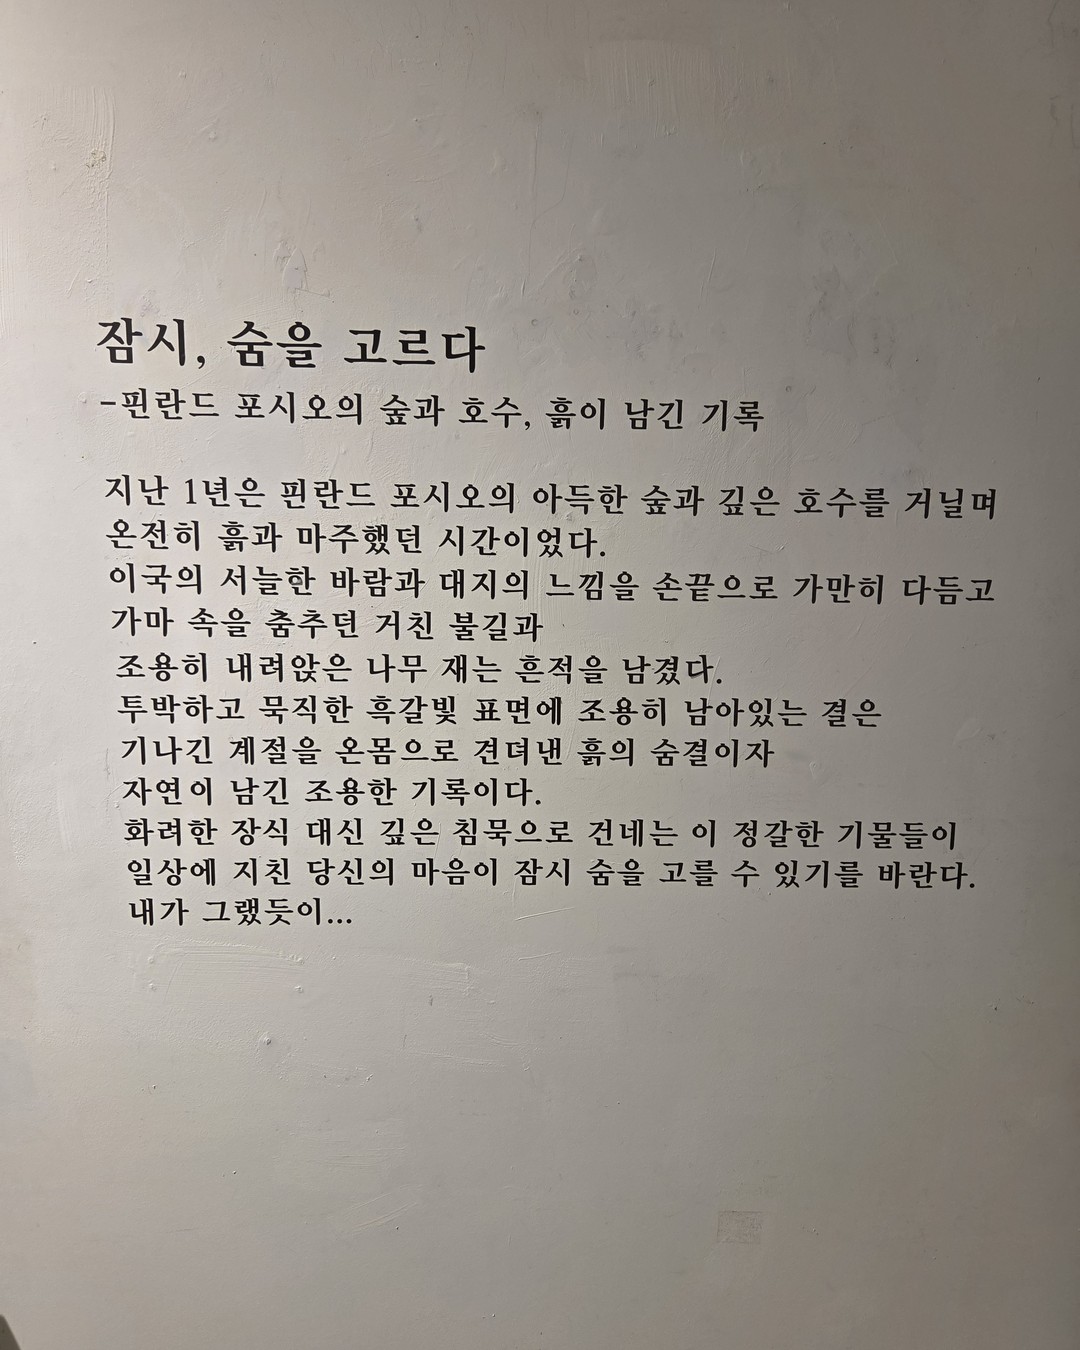 잠시, 숨을 고르다
-핀란드 포시오의 숲과 호수, 흙이 남긴 기록
지난 1년은 핀란드 포시오의 아득한 숲과 깊은 호수를 거닐며
온전히 흙과 마주했던 시간이었다.
이국의 서늘한 바람과 대지의 느낌을 손끝으로 가만히 다듬고
가마 속을 춤추던 거친 불길과
조용히 내려앉은 나무 재는 흔적을 남겼다.
투박하고 묵직한 흑갈빛 표면에 조용히 남아있는 결은
기나긴 계절을 온몸으로 견뎌낸 흙의 숨결이자
자연이 남긴 조용한 기록이다.
화려한 장식 대신 깊은 침묵으로 건네는 이 정갈한 기물들이
일상에 지친 당신의 마음이 잠시 숨을 고를 수 있기를 바란다.
내가 그랬듯이...